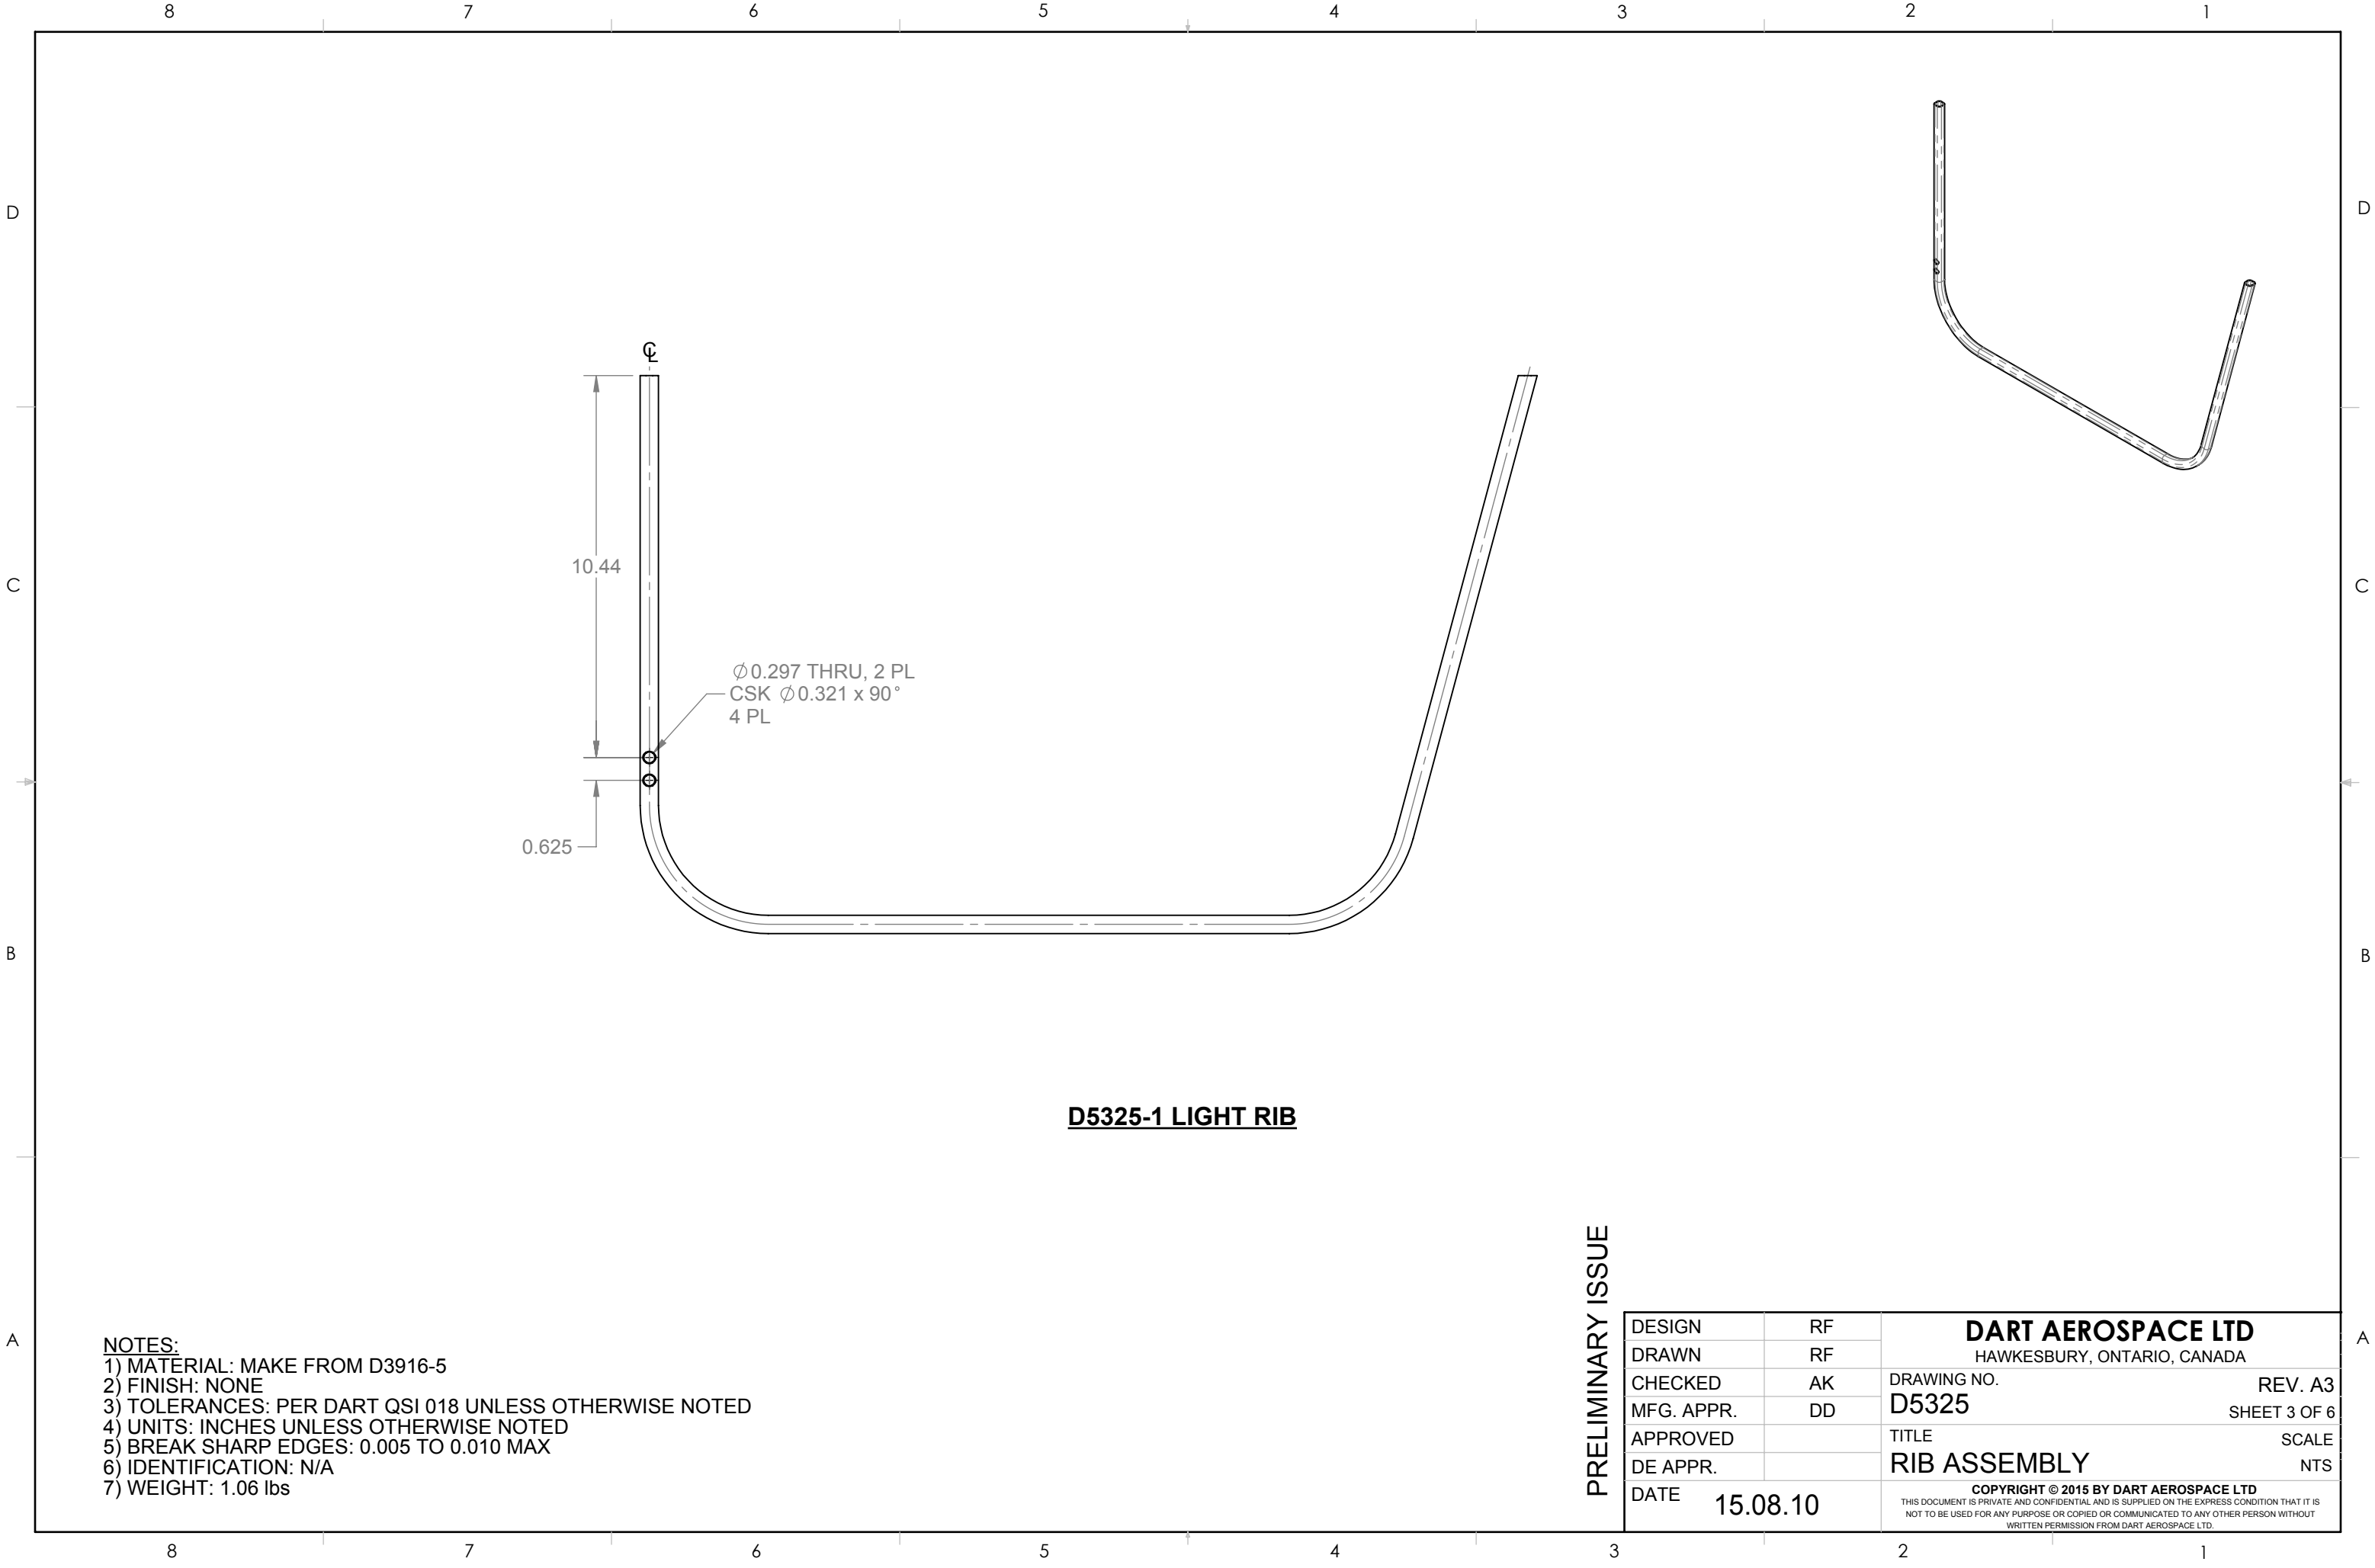 8 7 6 5 4 3 2 1
D D
C C
B B
A A
℄
10.44
∅0.297 THRU, 2 PL
CSK ∅0.321 x 90°
4 PL
0.625
D5325-1 LIGHT RIB
NOTES:
1) MATERIAL: MAKE FROM D3916-5
2) FINISH: NONE
3) TOLERANCES: PER DART QSI 018 UNLESS OTHERWISE NOTED
4) UNITS: INCHES UNLESS OTHERWISE NOTED
5) BREAK SHARP EDGES: 0.005 TO 0.010 MAX
6) IDENTIFICATION: N/A
7) WEIGHT: 1.06 lbs
PRELIMINARY ISSUE
DESIGN RF
DRAWN RF
CHECKED AK
MFG. APPR. DD
APPROVED
DE APPR.
DATE 15.08.10
DART AEROSPACE LTD
HAWKESBURY, ONTARIO, CANADA
DRAWING NO. REV. A3
D5325 SHEET 3 OF 6
TITLE SCALE
RIB ASSEMBLY NTS
COPYRIGHT © 2015 BY DART AEROSPACE LTD
THIS DOCUMENT IS PRIVATE AND CONFIDENTIAL AND IS SUPPLIED ON THE EXPRESS CONDITION THAT IT IS
NOT TO BE USED FOR ANY PURPOSE OR COPIED OR COMMUNICATED TO ANY OTHER PERSON WITHOUT
WRITTEN PERMISSION FROM DART AEROSPACE LTD.
8 7 6 5 4 3 2 1